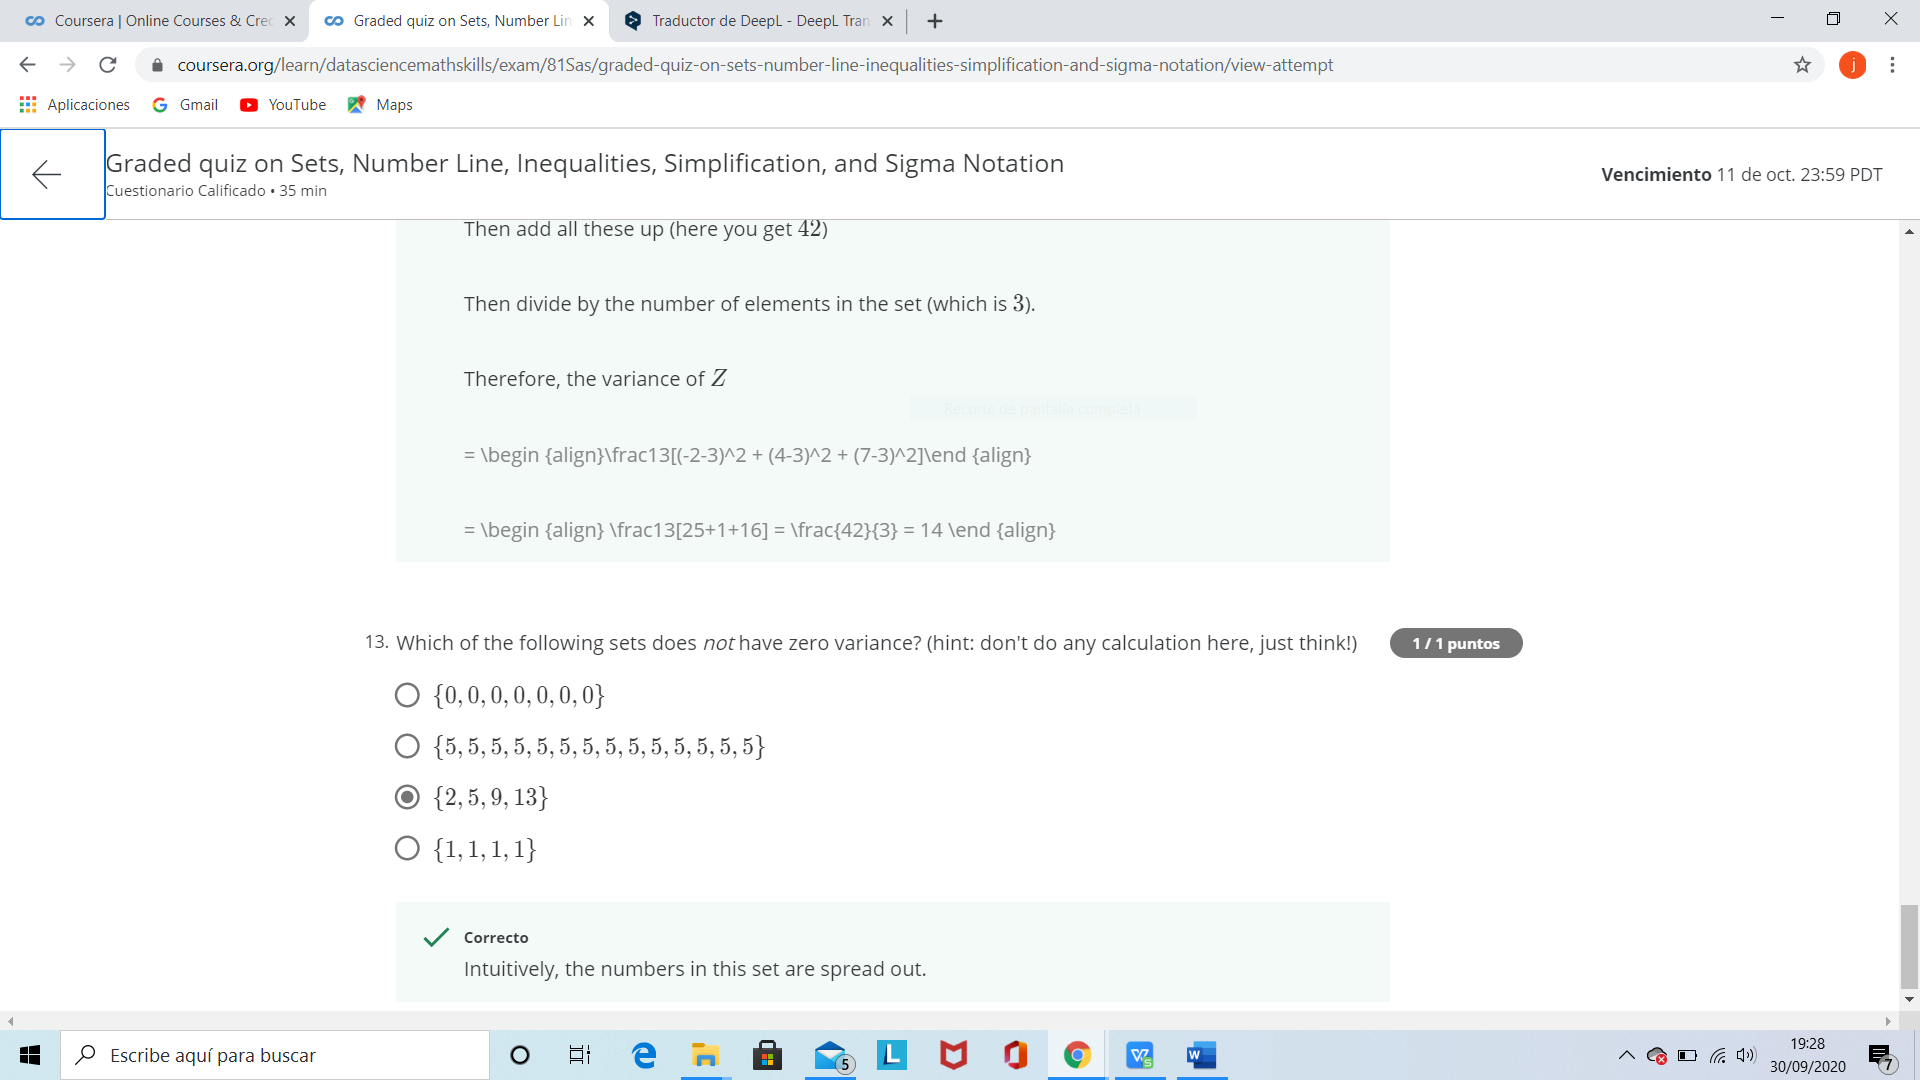 Coursera | Online Courses & Crec
Graded quiz on Sets, Number Lin
Traductor de DeepL - DeepL Tran
coursera.org/learn/datasciencemathskills/exam/81Sas/graded-quiz-on-sets-number-line-inequalities-simplification-and-sigma-notation/view-attempt
j
Aplicaciones
Gmail
YouTube
Maps
Graded quiz on Sets, Number Line, Inequalities, Simplification, and Sigma Notation
Cuestionario Calificado • 35 min
Vencimiento 11 de oct. 23:59 PDT
Then add all these up (here you get 42)
Then divide by the number of elements in the set (which is 3).
Therefore, the variance of Z
Recorte de pantalla completa
= \begin {align}\frac13[(-2-3)^2 + (4-3)^2 + (7-3)^2]\end {align}
= \begin {align} \frac13[25+1+16] = \frac{42}{3} = 14 \end {align}
13. Which of the following sets does not have zero variance? (hint: don't do any calculation here, just think!)
1 / 1 puntos
{0, 0, 0, 0, 0, 0, 0}
{5, 5, 5, 5, 5, 5, 5, 5, 5, 5, 5, 5, 5, 5}
{2, 5, 9, 13}
{1, 1, 1, 1}
Correcto
Intuitively, the numbers in this set are spread out.
Escribe aquí para buscar
5
L
W
19:28
30/09/2020
7